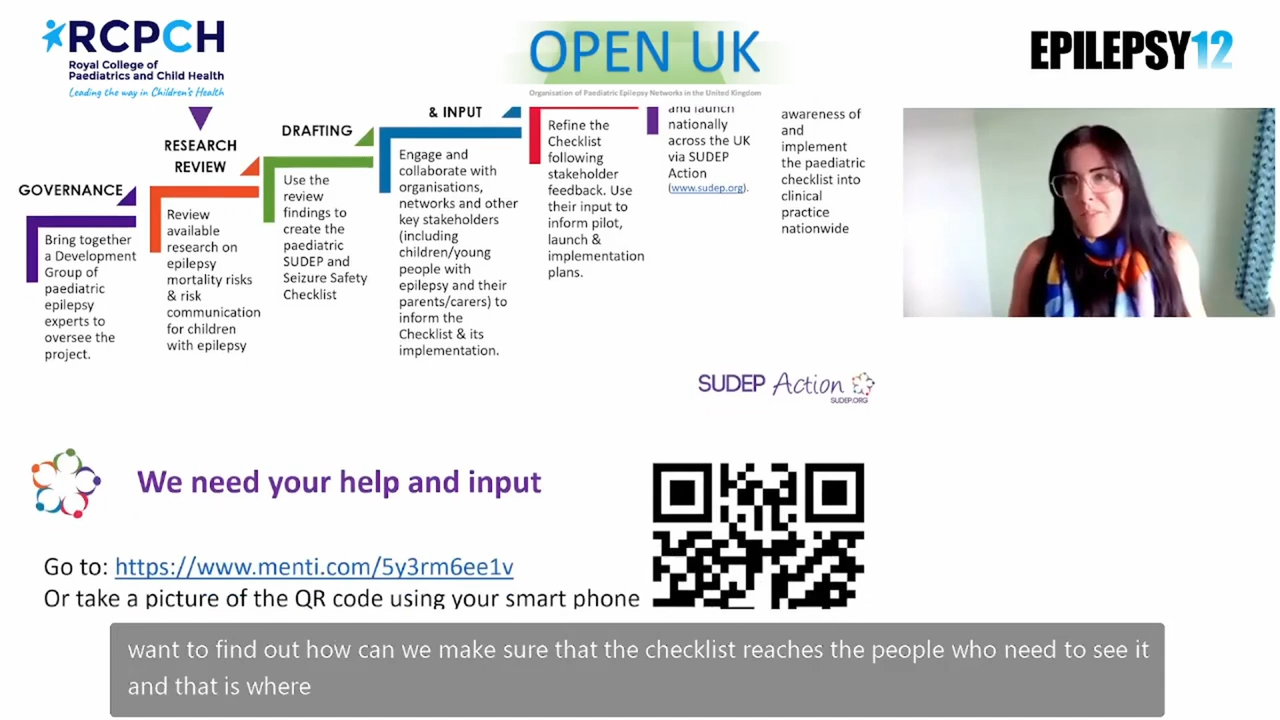 RCPCH
Royal College of
Paediatrics and Child Health
Leading the way in Children's Health
OPEN UK
Organisation of Paediatric Epilepsy Networks in the United Kingdom
EPILEPSY12
GOVERNANCE
Bring together
a Development
Group of
paediatric
epilepsy
experts to
oversee the
project.
RESEARCH
REVIEW
Review
available
research on
epilepsy
mortality risks
& risk
communication
for children
with epilepsy
DRAFTING
Use the
review
findings to
create the
paediatric
SUDEP and
Seizure Safety
Checklist
& INPUT
Engage and
collaborate with
organisations,
networks and other
key stakeholders
(including
children/young
people with
epilepsy and their
parents/carers) to
inform the
Checklist & its
implementation.
Refine the
Checklist
following
stakeholder
feedback. Use
their input to
inform pilot,
launch &
implementation
plans.
and launch
nationally
across the UK
via SUDEP
Action
(www.sudep.org).
awareness of
and
implement
the paediatric
checklist into
clinical
practice
nationwide
SUDEP Action
SUDEP.ORG
We need your help and input
Go to: https://www.menti.com/5y3rm6ee1v
Or take a picture of the QR code using your smart phone
want to find out how can we make sure that the checklist reaches the people who need to see it
and that is where